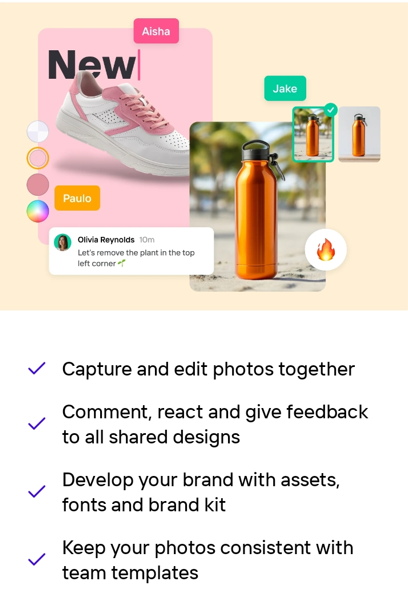 Aisha
New
Jake
Paulo
Olivia Reynolds 10m
Let's remove the plant in the top
left corner 🌱
Capture and edit photos together
Comment, react and give feedback
to all shared designs
Develop your brand with assets,
fonts and brand kit
Keep your photos consistent with
team templates